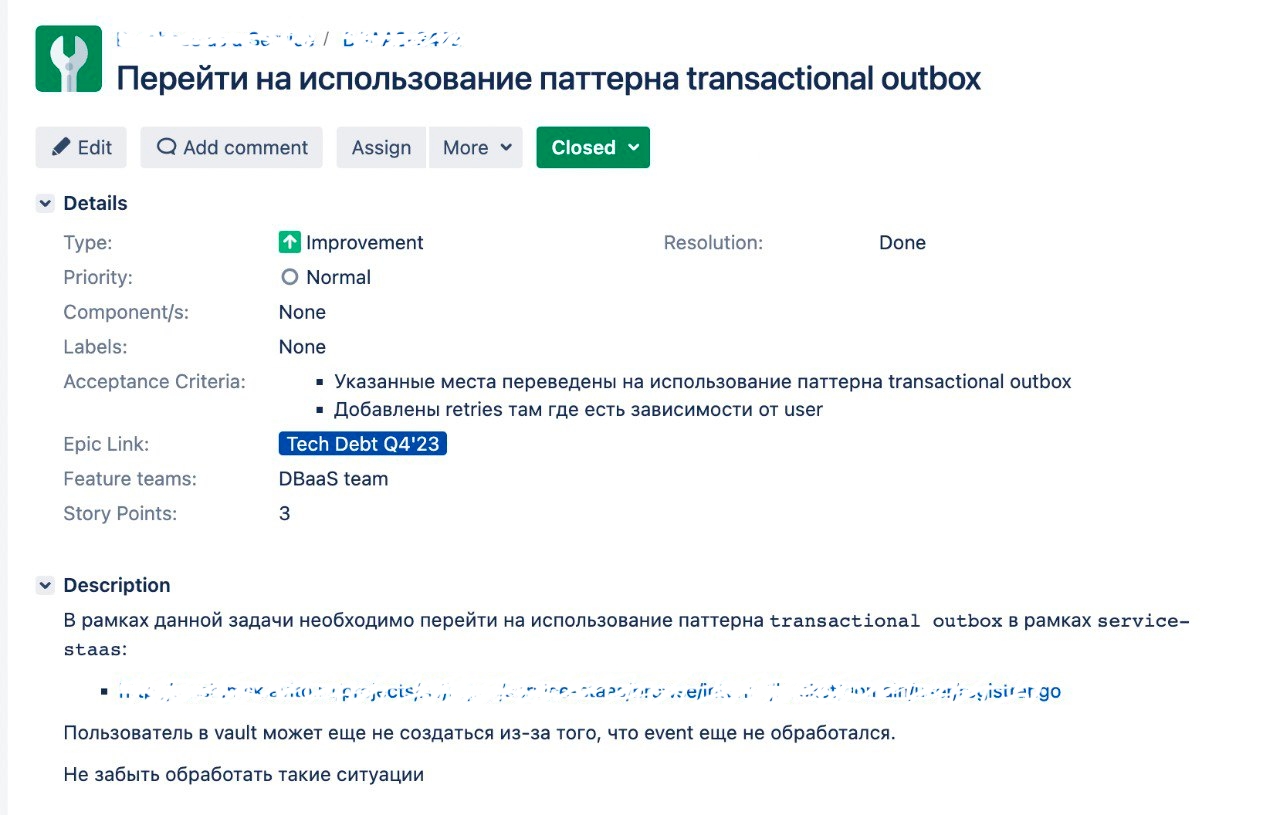 Перейти на использование паттерна transactional outbox
Edit
Add comment
Assign
More
Closed
Details
Type: Improvement Resolution: Done
Priority: Normal
Component/s: None
Labels: None
Acceptance Criteria: ▪ Указанные места переведены на использование паттерна transactional outbox
▪ Добавлены retries там где есть зависимости от user
Epic Link: Tech Debt Q4'23
Feature teams: DBaaS team
Story Points: 3
Description
В рамках данной задачи необходимо перейти на использование паттерна transactional outbox в рамках service-
staas:
Пользователь в vault может еще не создаться из-за того, что event еще не обработался.
Не забыть обработать такие ситуации